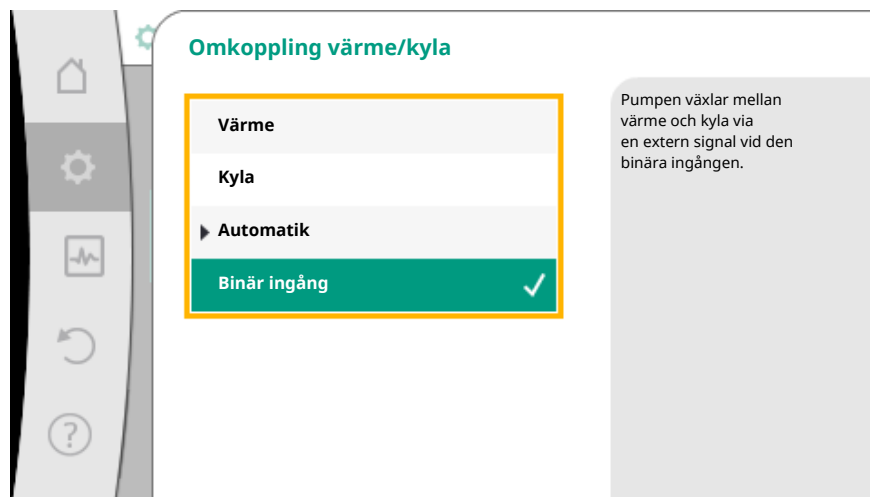 Omkoppling värme/kyla
Värme
Kyla
Automatik
Binär ingång
Pumpen växlar mellan
värme och kyla via
en extern signal vid den
binära ingången.
?